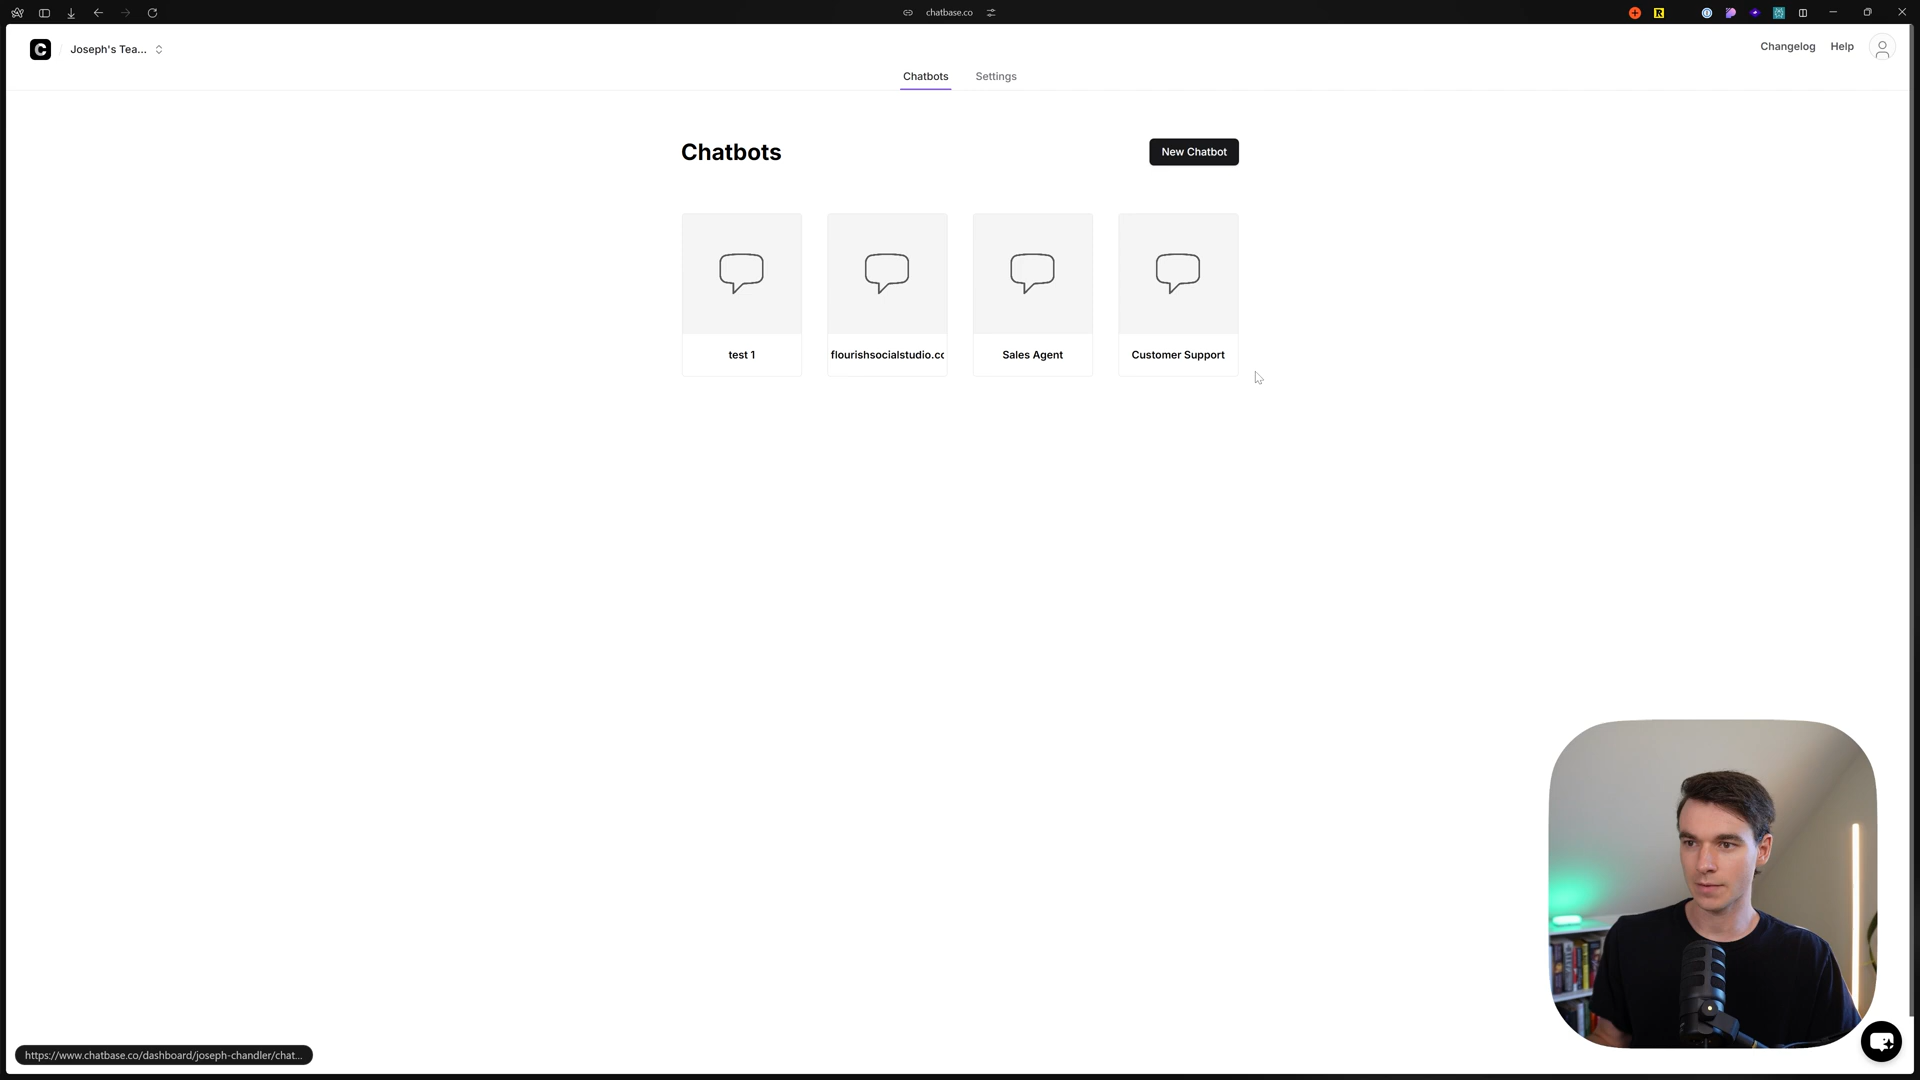 chatbase.co
C
Joseph's Tea...
Changelog
Help
Chatbots
Settings
Chatbots
New Chatbot
test 1
flourishsocialstudio.cc
Sales Agent
Customer Support
https://www.chatbase.co/dashboard/joseph-chandler/chat...